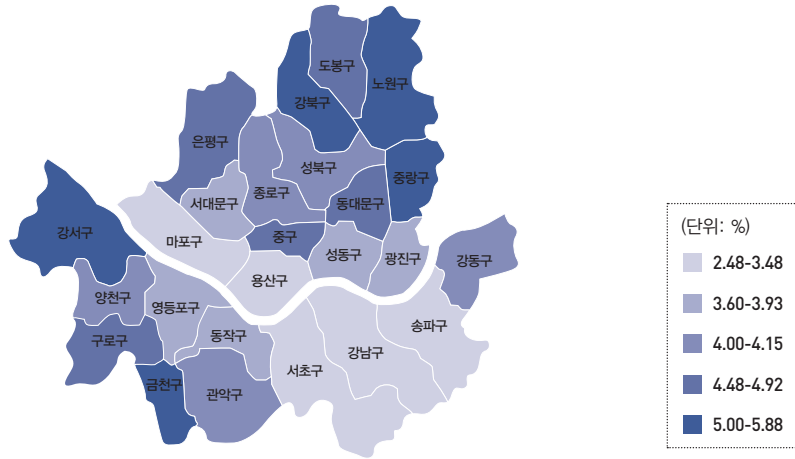 도봉구
노원구
강북구
은평구
성북구
중랑구
서대문구
종로구
동대문구
강서구
마포구
중구
성동구
광진구
강동구
용산구
양천구
영등포구
송파구
구로구
동작구
강남구
서초구
금천구
관악구
(단위: %)
2.48-3.48
3.60-3.93
4.00-4.15
4.48-4.92
5.00-5.88